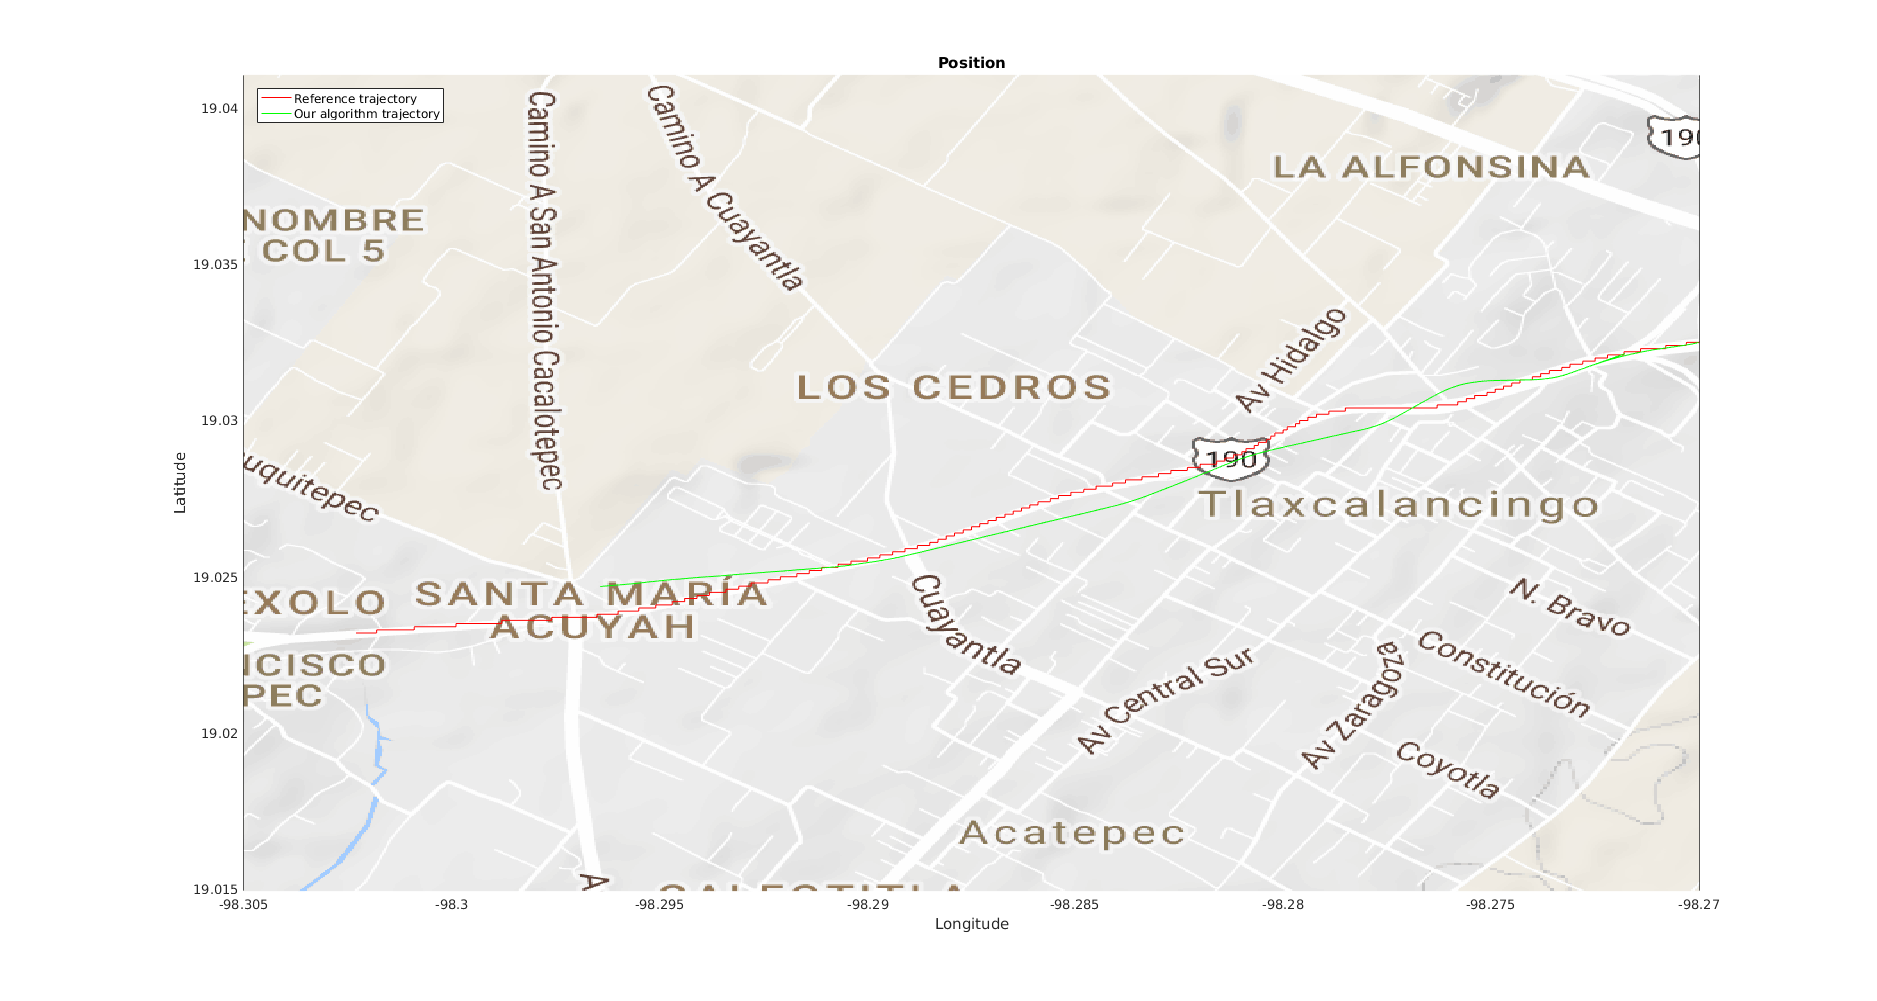 Position
Reference trajectory
Our algorithm trajectory
19.04
19.035
19.03
19.025
19.02
19.015
Latitude
-98.305
-98.3
-98.295
-98.29
-98.285
-98.28
-98.275
-98.27
Longitude
Camino A San Antonio Cacalotepec
Camino A Cuayantla
190
LA ALFONSINA
NOMBRE
COL 5
Av Hidalgo
LOS CEDROS
190
uquitepec
Tlaxcalancingo
EXOLO
SANTA MARÍA
ACUYAH
Cuayantla
N. Bravo
NCISCO
PEC
Av Central Sur
Av Zaragoza
Constitución
Coyotla
Acatepec
A